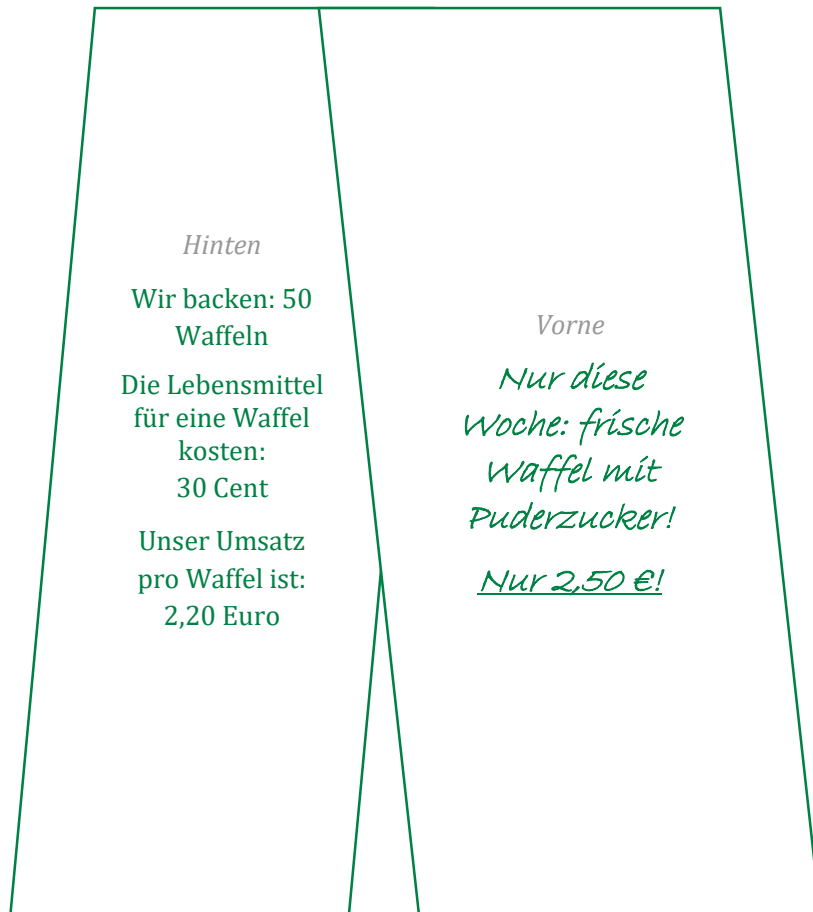 Hinten
Wir backen: 50
Waffeln
Die Lebensmittel
für eine Waffel
kosten:
30 Cent
Unser Umsatz
pro Waffel ist:
2,20 Euro
Vorne
Nur diese
Woche: frische
Waffel mit
Puderzucker!
Nur 2,50 €!